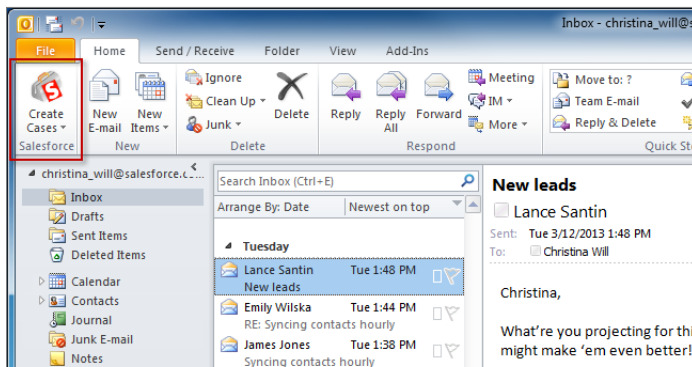 Inbox - christina_will@s
File Home Send / Receive Folder View Add-Ins
Create Cases
Salesforce
New E-mail
New Items
New
Ignore
Clean Up
Junk
Delete
Delete
Reply
Reply All
Forward
Meeting
IM
More
Respond
Move to: ?
Team E-mail
Reply & Delete
Quick St
christina_will@salesforce.c...
Inbox
Drafts
Sent Items
Deleted Items
Calendar
Contacts
Journal
Junk E-mail
Notes
Search Inbox (Ctrl+E)
Arrange By: Date Newest on top
Tuesday
Lance Santin Tue 1:48 PM
New leads
Emily Wilska Tue 1:44 PM
RE: Syncing contacts hourly
James Jones Tue 1:38 PM
Syncing contacts hourly
New leads
Lance Santin
Sent: Tue 3/12/2013 1:48 PM
To: Christina Will
Christina,
What're you projecting for thi
might make 'em even better!